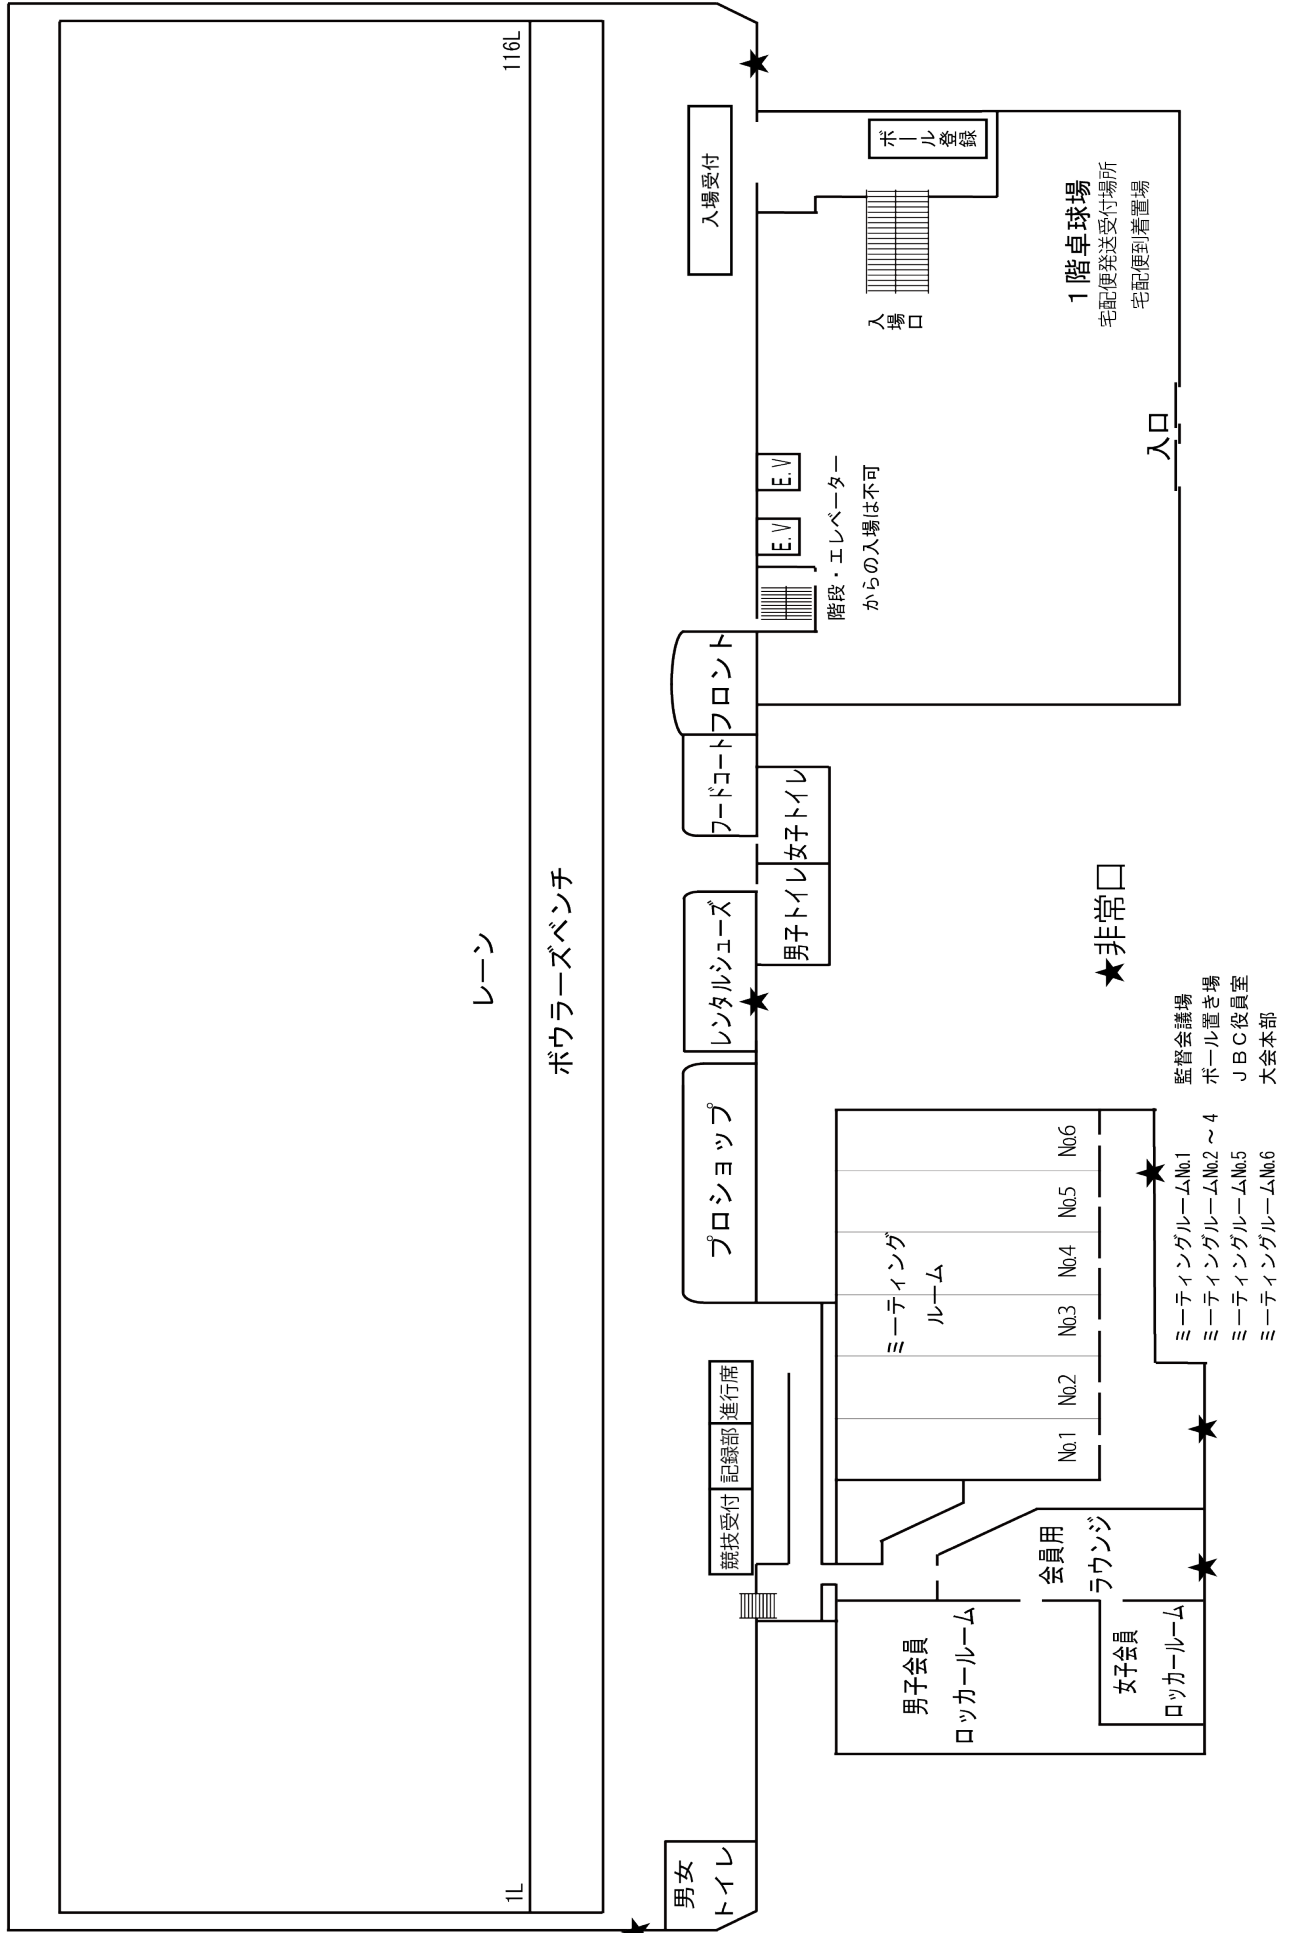 レーン
1L
116L
ボウラーズベンチ
男女
トイレ
競技受付
記録部
進行席
プロショップ
レンタルシューズ
フードコート
フロント
入場受付
男子トイレ
女子トイレ
E.V
E.V
階段・エレベーター
からの入場は不可
入場口
ボール登録
1階卓球場
宅配便発送受付場所
宅配便到着置場
入口
ミーティング
ルーム
No.1
No.2
No.3
No.4
No.5
No.6
男子会員
ロッカールーム
会員用
ラウンジ
女子会員
ロッカールーム
★非常口
ミーティングルームNo.1 監督会議場
ミーティングルームNo.2～4 ボール置き場
ミーティングルームNo.5 JBC役員室
ミーティングルームNo.6 大会本部